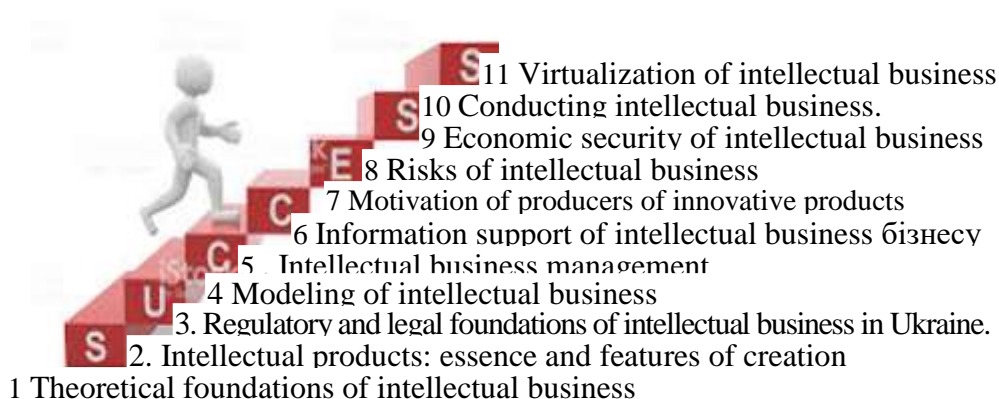 S 11 Virtualization of intellectual business
S 10 Conducting intellectual business.
9 Economic security of intellectual business
E 8 Risks of intellectual business
C 7 Motivation of producers of innovative products
6 Information support of intellectual business бізнесу
C 5 . Intellectual business management
U 4 Modeling of intellectual business
3. Regulatory and legal foundations of intellectual business in Ukraine.
S 2. Intellectual products: essence and features of creation
1 Theoretical foundations of intellectual business